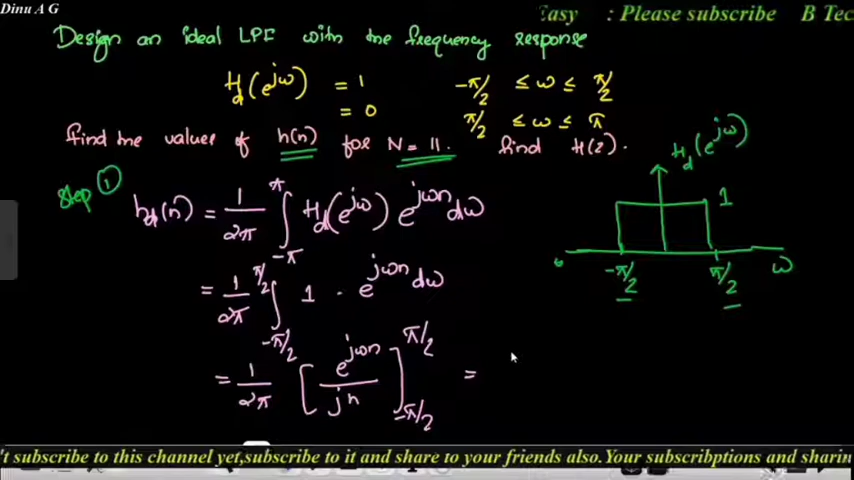 Dinu A G
Easy : Please subscribe B Tec
Design an ideal LPF with the frequency response
H_d(e^{jω}) = 1 -π/2 ≤ ω ≤ π/2
= 0 π/2 ≤ ω ≤ π
find the values of h(n) for N = 11. find H(z).
Step ①
h_d(n) = 1/2π ∫_{-π}^{π} H_d(e^{jω}) e^{jωn} dω
= 1/2π ∫_{-π/2}^{π/2} 1 · e^{jωn} dω
= 1/2π [e^{jωn}/jn]_{-π/2}^{π/2} =
H_d(e^{jω})
1
-π/2 π/2 ω
't subscribe to this channel yet,subscribe to it and share to your friends also.Your subscribptions and sharin